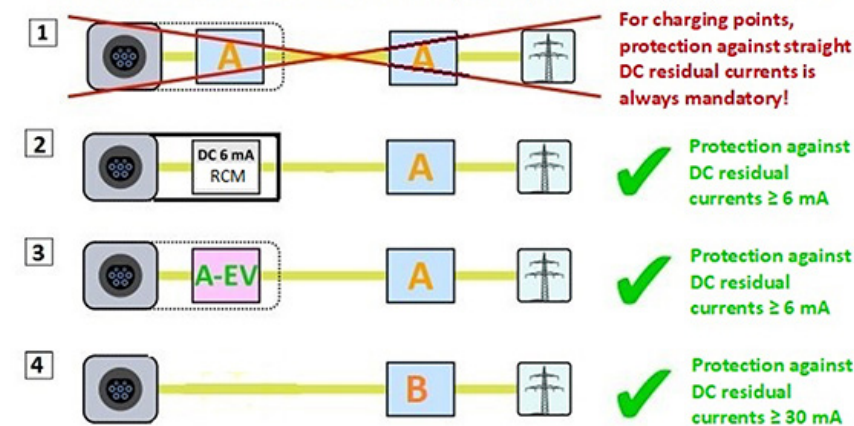 1
A
A
For charging points,
protection against straight
DC residual currents is
always mandatory!
2
DC 6 mA
RCM
A
Protection against
DC residual
currents ≥ 6 mA
3
A-EV
A
Protection against
DC residual
currents ≥ 6 mA
4
B
Protection against
DC residual
currents ≥ 30 mA